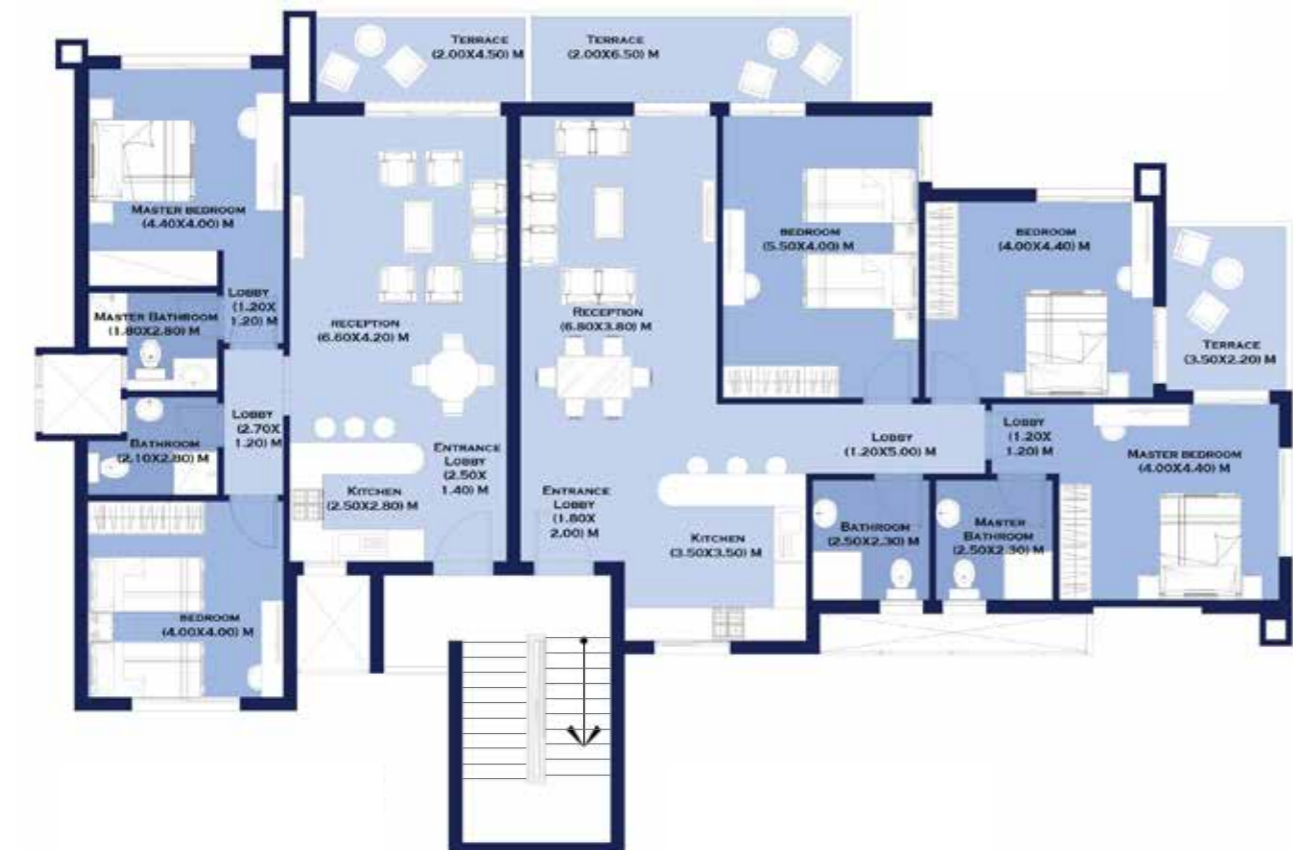 TERRACE
(2.00X4.50) M
TERRACE
(2.00X6.50) M
MASTER BEDROOM
(4.40X4.00) M
LOBBY
(1.20X
1.20) M
MASTER BATHROOM
(1.80X2.80) M
RECEPTION
(6.60X4.20) M
RECEPTION
(6.80X3.80) M
BEDROOM
(5.50X4.00) M
BEDROOM
(4.00X4.40) M
TERRACE
(3.50X2.20) M
LOBBY
(2.70X
1.20) M
BATHROOM
(2.10X2.80) M
ENTRANCE
LOBBY
(2.50X
1.40) M
KITCHEN
(2.50X2.80) M
ENTRANCE
LOBBY
(1.80X
2.00) M
KITCHEN
(3.50X3.50) M
LOBBY
(1.20X5.00) M
LOBBY
(1.20X
1.20) M
MASTER BEDROOM
(4.00X4.40) M
BATHROOM
(2.50X2.30) M
MASTER
BATHROOM
(2.50X2.30) M
BEDROOM
(4.00X4.00) M